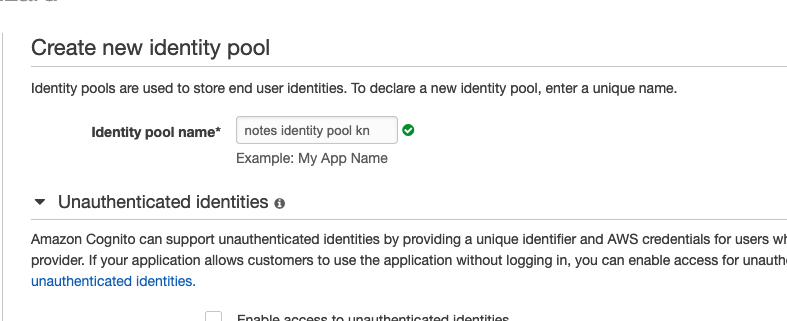 Create new identity pool
Identity pools are used to store end user identities. To declare a new identity pool, enter a unique name.
Identity pool name* notes identity pool kn
Example: My App Name
Unauthenticated identities
Amazon Cognito can support unauthenticated identities by providing a unique identifier and AWS credentials for users wh
provider. If your application allows customers to use the application without logging in, you can enable access for unauth
unauthenticated identities.
Enable access to unauthenticated identities